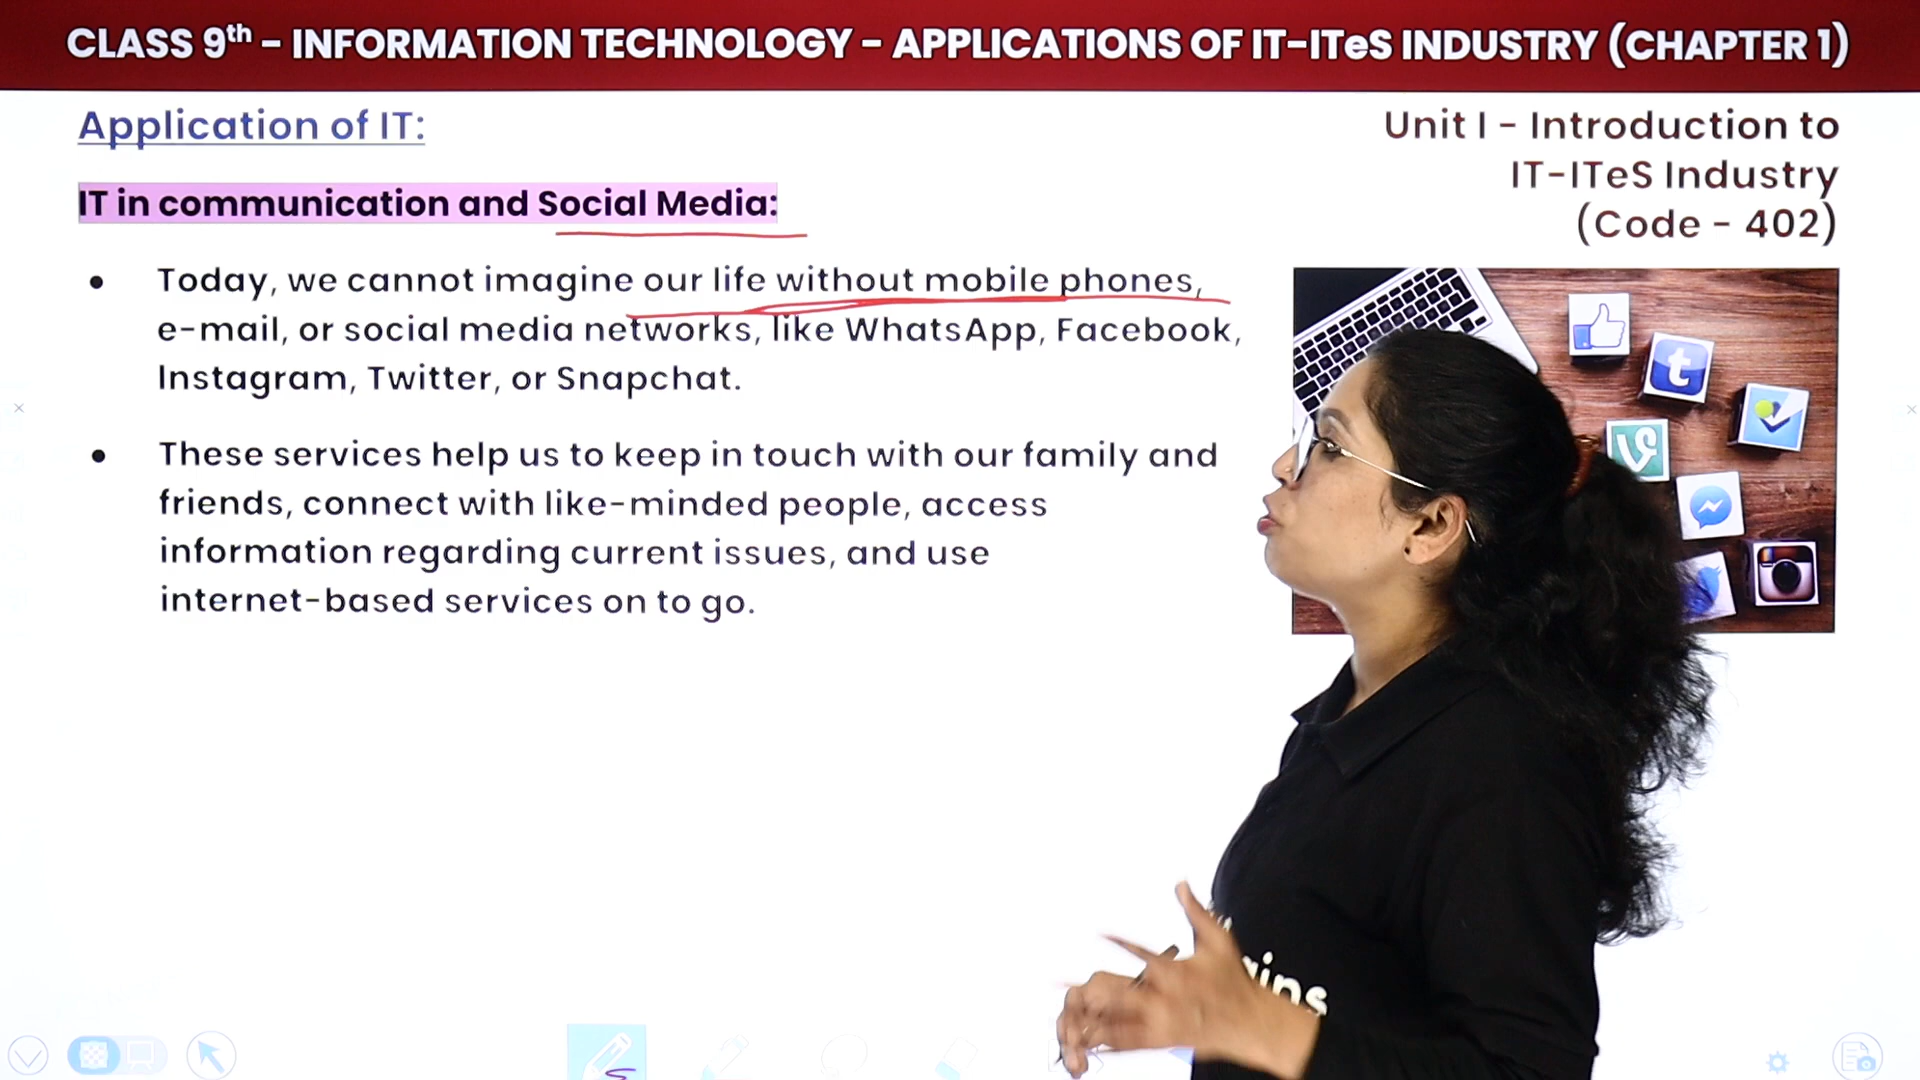 CLASS 9th – INFORMATION TECHNOLOGY – APPLICATIONS OF IT-ITeS INDUSTRY (CHAPTER 1)
Application of IT:
Unit I - Introduction to
IT-ITeS Industry
(Code - 402)
IT in communication and Social Media:
● Today, we cannot imagine our life without mobile phones,
e-mail, or social media networks, like WhatsApp, Facebook,
Instagram, Twitter, or Snapchat.
● These services help us to keep in touch with our family and
friends, connect with like-minded people, access
information regarding current issues, and use
internet-based services on to go.